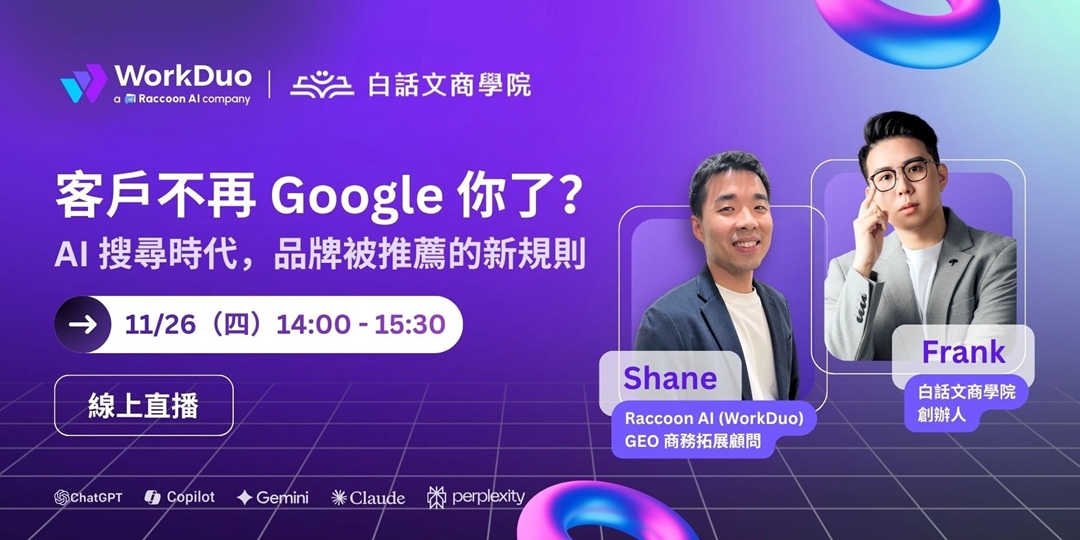 WorkDuo
a Raccoon AI company
白話文商學院
客戶不再 Google 你了?
AI 搜尋時代，品牌被推薦的新規則
11/26（四）14:00 - 15:30
線上直播
Shane
Raccoon AI (WorkDuo)
GEO 商務拓展顧問
Frank
白話文商學院
創辦人
ChatGPT Copilot Gemini Claude perplexity